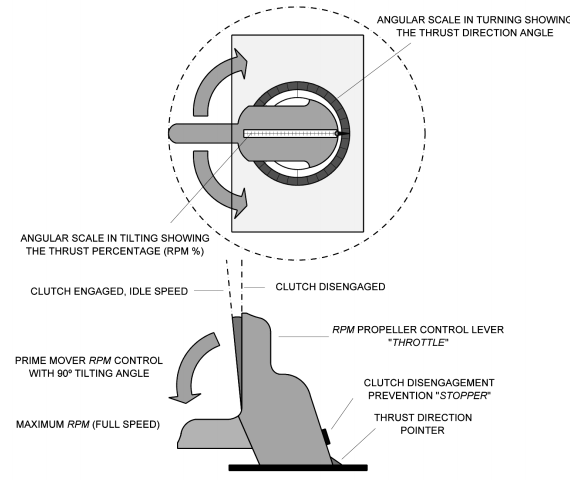 ANGULAR SCALE IN TURNING SHOWING
THE THRUST DIRECTION ANGLE
ANGULAR SCALE IN TILTING SHOWING
THE THRUST PERCENTAGE (RPM %)
CLUTCH ENGAGED, IDLE SPEED
CLUTCH DISENGAGED
RPM PROPELLER CONTROL LEVER
"THROTTLE"
PRIME MOVER RPM CONTROL
WITH 90º TILTING ANGLE
CLUTCH DISENGAGEMENT
PREVENTION "STOPPER"
MAXIMUM RPM (FULL SPEED)
THRUST DIRECTION
POINTER